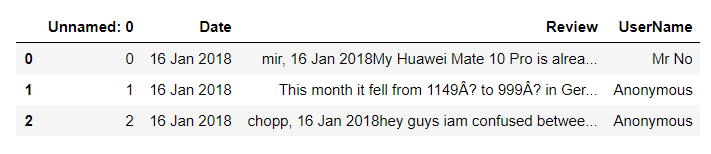 Unnamed: 0 Date Review UserName
0 0 16 Jan 2018 mir, 16 Jan 2018My Huawei Mate 10 Pro is alrea... Mr No
1 1 16 Jan 2018 This month it fell from 1149Â? to 999Â? in Ger... Anonymous
2 2 16 Jan 2018 chopp, 16 Jan 2018hey guys iam confused betwee... Anonymous